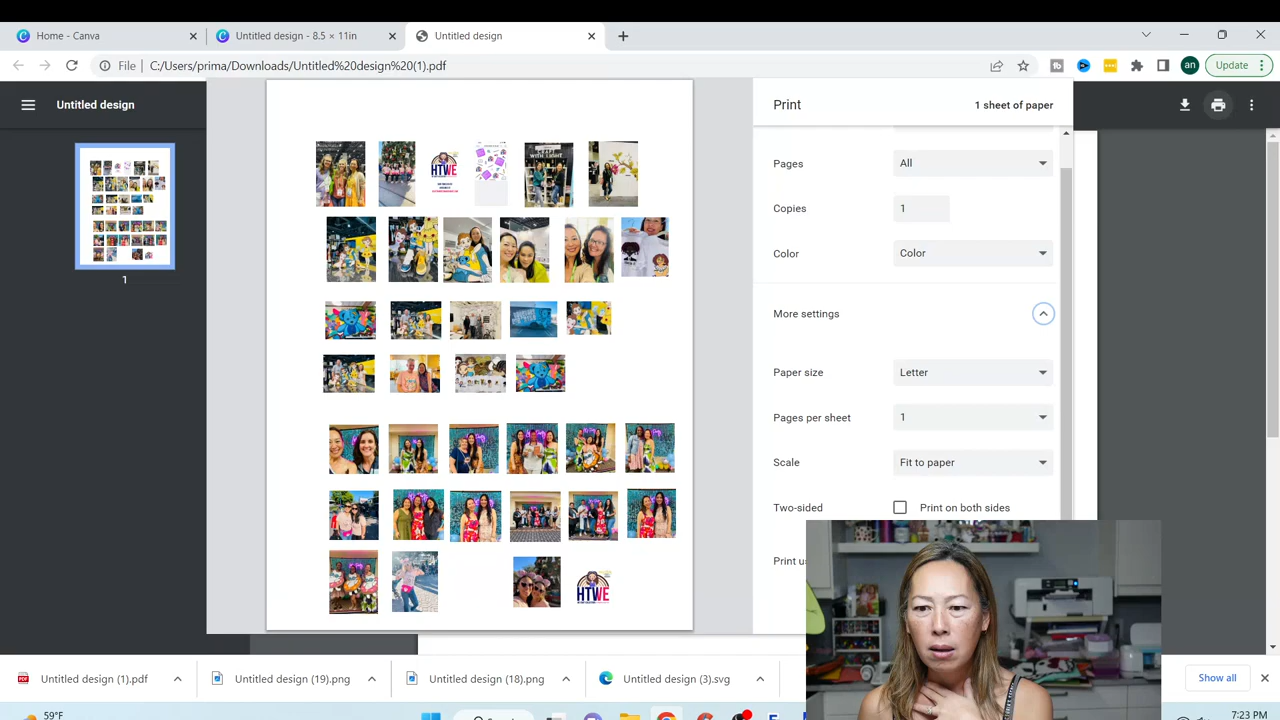 Home - Canva
Untitled design - 8.5 × 11in
Untitled design
File
C:/Users/prima/Downloads/Untitled%20design%20(1).pdf
an
Update
Untitled design
1
HTWE
HTWE
Print
1 sheet of paper
Pages
All
Copies
1
Color
Color
More settings
Paper size
Letter
Pages per sheet
1
Scale
Fit to paper
Two-sided
Print on both sides
Untitled design (1).pdf
Untitled design (19).png
Untitled design (18).png
Untitled design (3).svg
Show all
59°F
7:23 PM